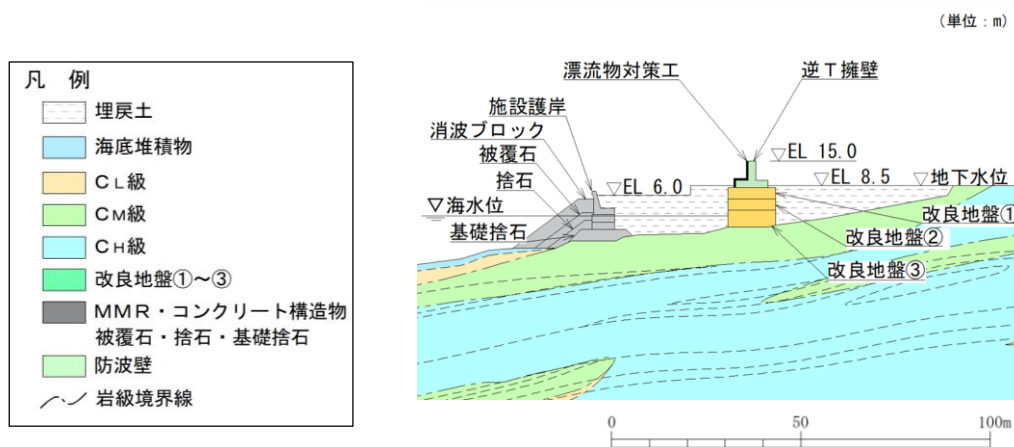 (単位:m)
凡 例
埋戻土
海底堆積物
CL級
CM級
CH級
改良地盤①~③
MMR・コンクリート構造物
被覆石・捨石・基礎捨石
防波壁
岩級境界線
漂流物対策工
逆T擁壁
施設護岸
消波ブロック
被覆石
捨石
▽EL 15.0
▽EL 6.0
▽EL 8.5
▽地下水位
▽海水位
基礎捨石
改良地盤①
改良地盤②
改良地盤③
0 50 100m